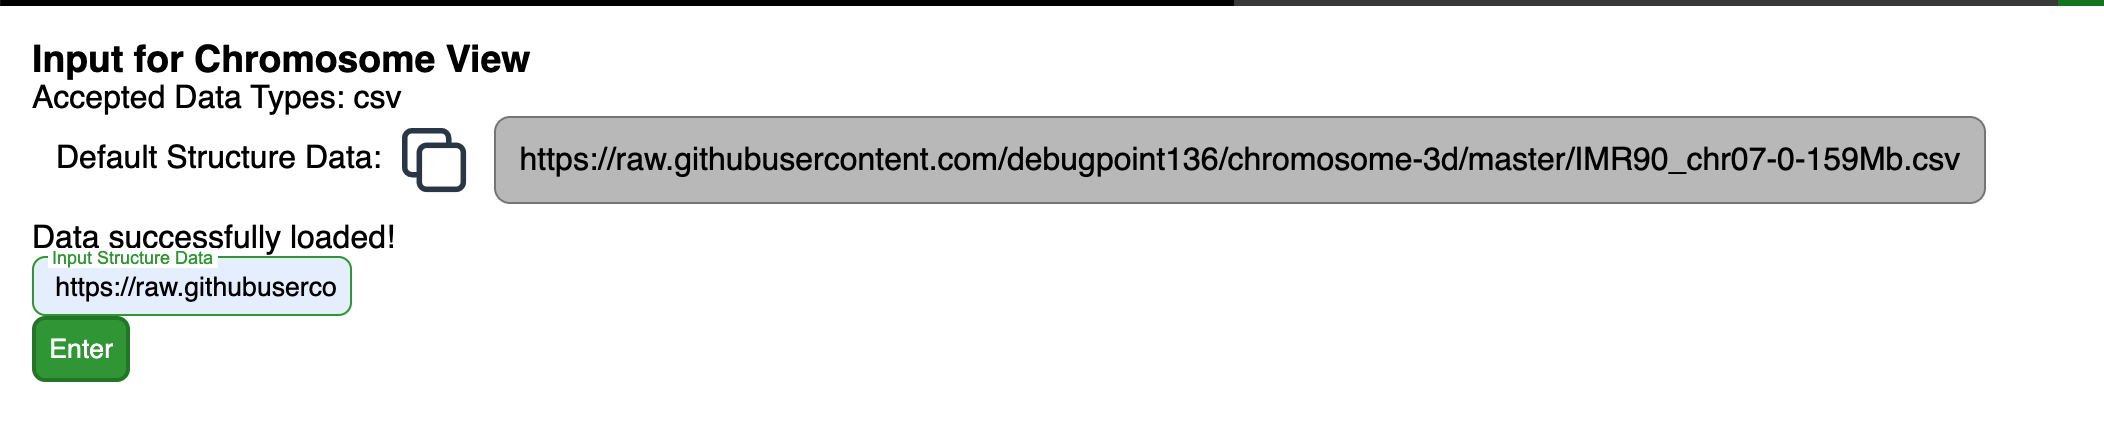 Input for Chromosome View
Accepted Data Types: csv
Default Structure Data: https://raw.githubusercontent.com/debugpoint136/chromosome-3d/master/IMR90_chr07-0-159Mb.csv
Data successfully loaded!
Input Structure Data
https://raw.githubuserco
Enter